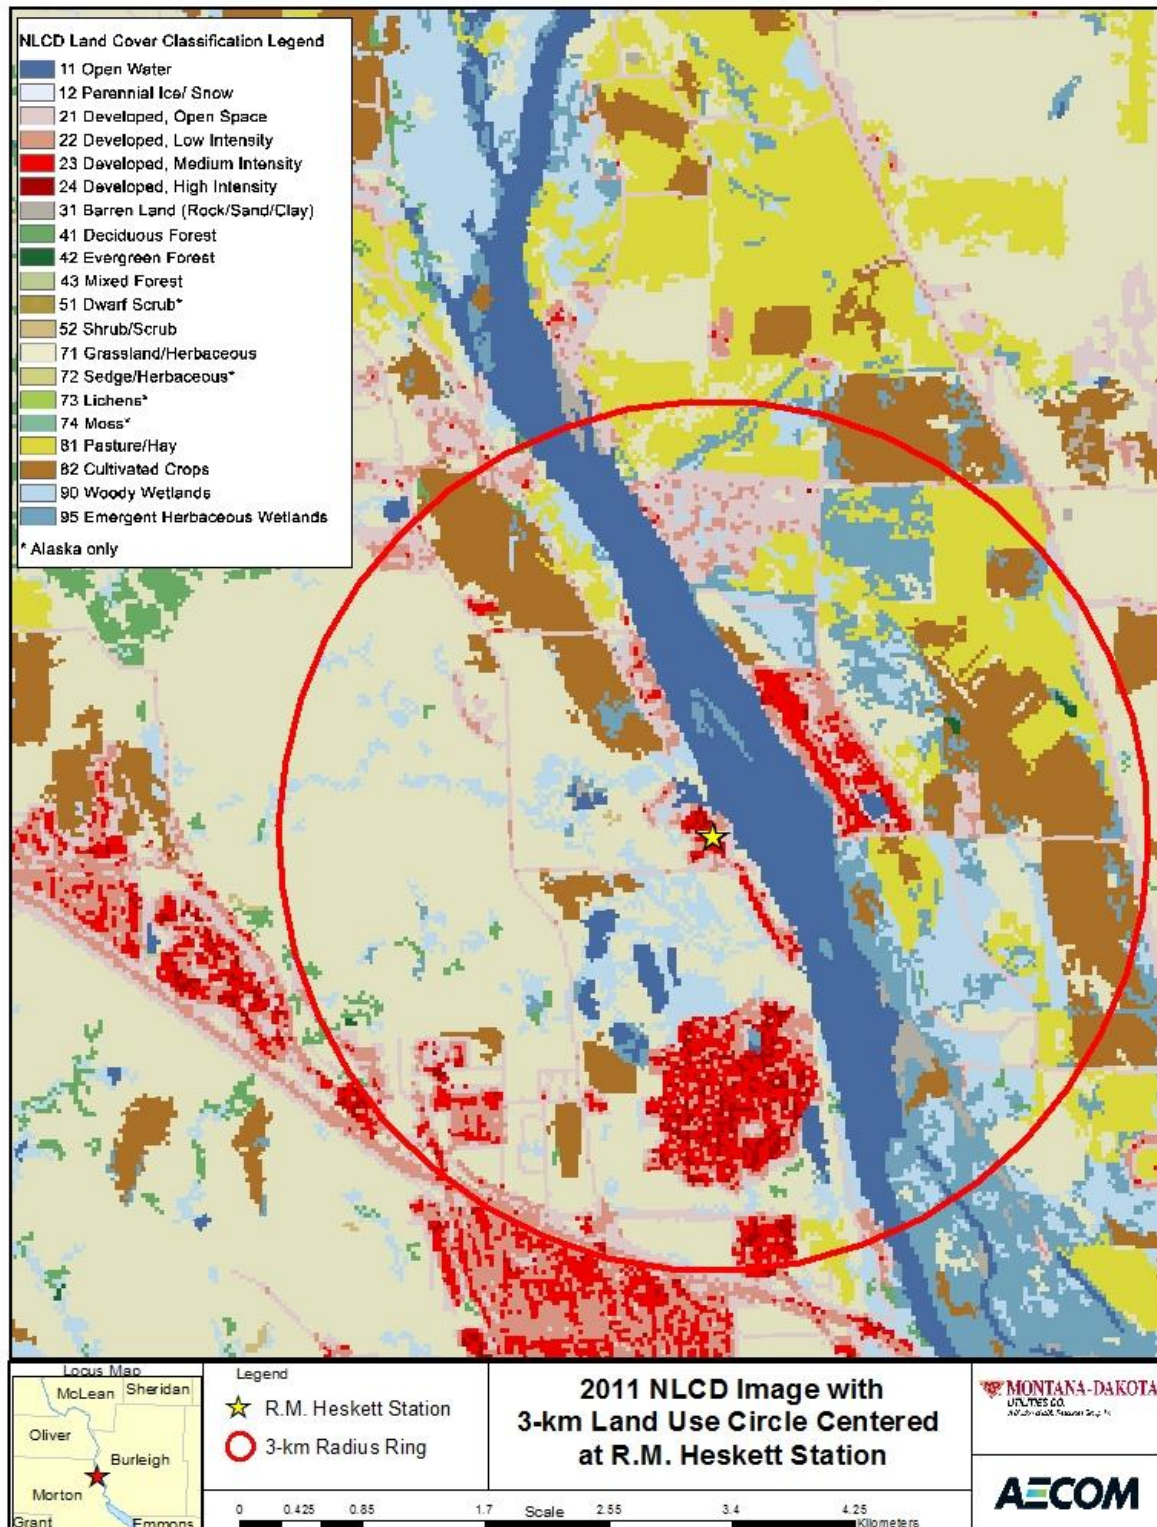 NLCD Land Cover Classification Legend
11 Open Water
12 Perennial Ice/ Snow
21 Developed, Open Space
22 Developed, Low Intensity
23 Developed, Medium Intensity
24 Developed, High Intensity
31 Barren Land (Rock/Sand/Clay)
41 Deciduous Forest
42 Evergreen Forest
43 Mixed Forest
51 Dwarf Scrub*
52 Shrub/Scrub
71 Grassland/Herbaceous
72 Sedge/Herbaceous*
73 Lichens*
74 Moss*
81 Pasture/Hay
82 Cultivated Crops
90 Woody Wetlands
95 Emergent Herbaceous Wetlands
* Alaska only
Locus Map
McLean Sheridan
Oliver
Burleigh
Morton
Grant Emmons
Legend
R.M. Heskett Station
3-km Radius Ring
2011 NLCD Image with
3-km Land Use Circle Centered
at R.M. Heskett Station
0 0.425 0.85 1.7 Scale 2.55 3.4 4.25
Kilometers
MONTANA-DAKOTA
UTILITIES CO.
AECOM